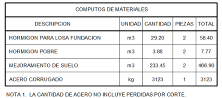 COMPUTOS DE MATERIALES
DESCRIPCION UNIDAD CANTIDAD PIEZAS TOTAL
HORMIGON PARA LOSA FUNDACION m3 29.20 2 58.40
HORMIGON POBRE m3 3.88 2 7.77
MEJORAMIENTO DE SUELO m3 233.45 2 466.90
ACERO CORRUGADO kg 3123 1 3123
NOTA 1. LA CANTIDAD DE ACERO NO INCLUYE PERDIDAS POR CORTE.